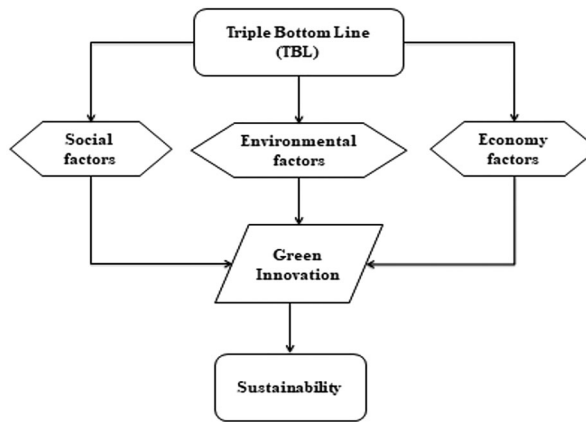 Triple Bottom Line
(TBL)
Social
factors
Environmental
factors
Economy
factors
Green
Innovation
Sustainability